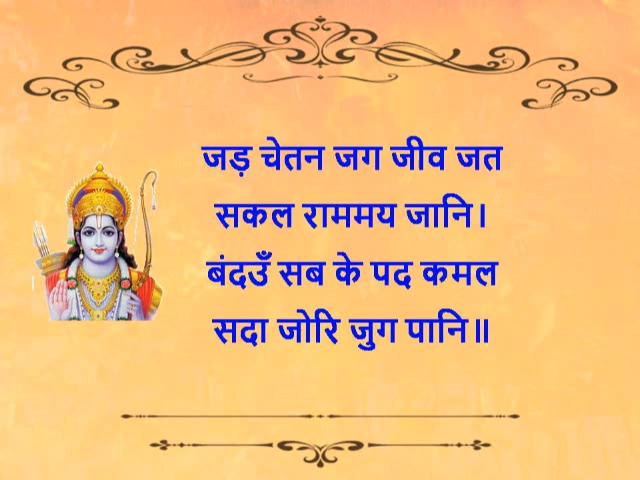 जड़ चेतन जग जीव जत
सकल राममय जानि।
बंदउँ सब के पद कमल
सदा जोरि जुग पानि॥